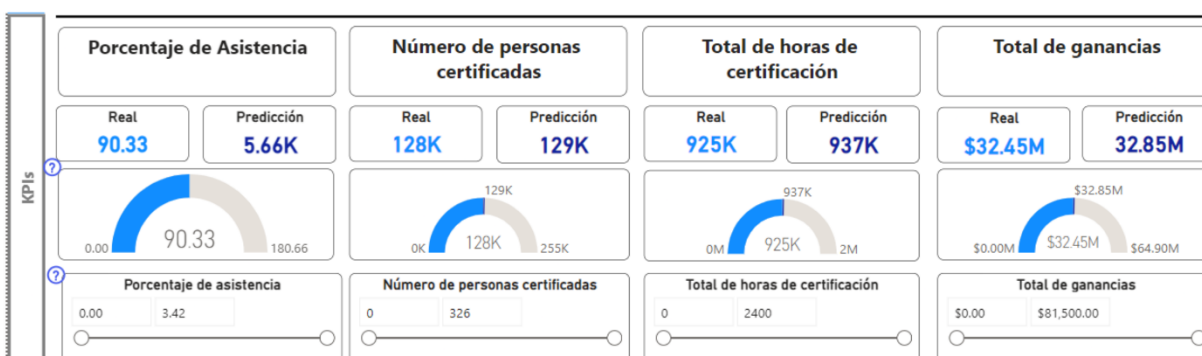 KPIs
Porcentaje de Asistencia
Número de personas
certificadas
Total de horas de
certificación
Total de ganancias
Real
90.33
Predicción
5.66K
Real
128K
Predicción
129K
Real
925K
Predicción
937K
Real
$32.45M
Predicción
32.85M
?
90.33
0.00
180.66
129K
128K
0K
255K
937K
925K
0M
2M
$32.85M
$32.45M
$0.00M
$64.90M
?
Porcentaje de asistencia
0.00
3.42
Número de personas certificadas
0
326
Total de horas de certificación
0
2400
Total de ganancias
$0.00
$81,500.00